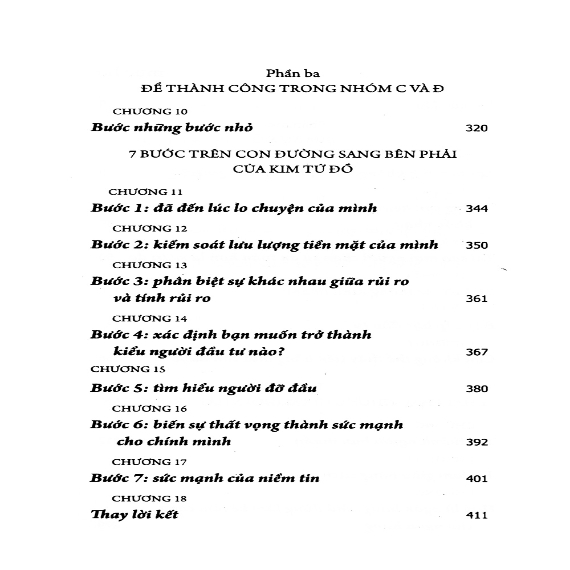 Phần ba
ĐỂ THÀNH CÔNG TRONG NHÓM C VÀ Đ
CHƯƠNG 10
Bước những bước nhỏ 320
7 BƯỚC TRÊN CON ĐƯỜNG SANG BÊN PHẢI
CỦA KIM TỨ ĐỒ
CHƯƠNG 11
Bước 1: đã đến lúc lo chuyện của mình 344
CHƯƠNG 12
Bước 2: kiểm soát lưu lượng tiền mặt của mình 350
CHƯƠNG 13
Bước 3: phân biệt sự khác nhau giữa rủi ro
và tính rủi ro 361
CHƯƠNG 14
Bước 4: xác định bạn muốn trở thành
kiểu người đầu tư nào? 367
CHƯƠNG 15
Bước 5: tìm hiểu người đỡ đầu 380
CHƯƠNG 16
Bước 6: biến sự thất vọng thành sức mạnh
cho chính mình 392
CHƯƠNG 17
Bước 7: sức mạnh của niềm tin 401
CHƯƠNG 18
Thay lời kết 411